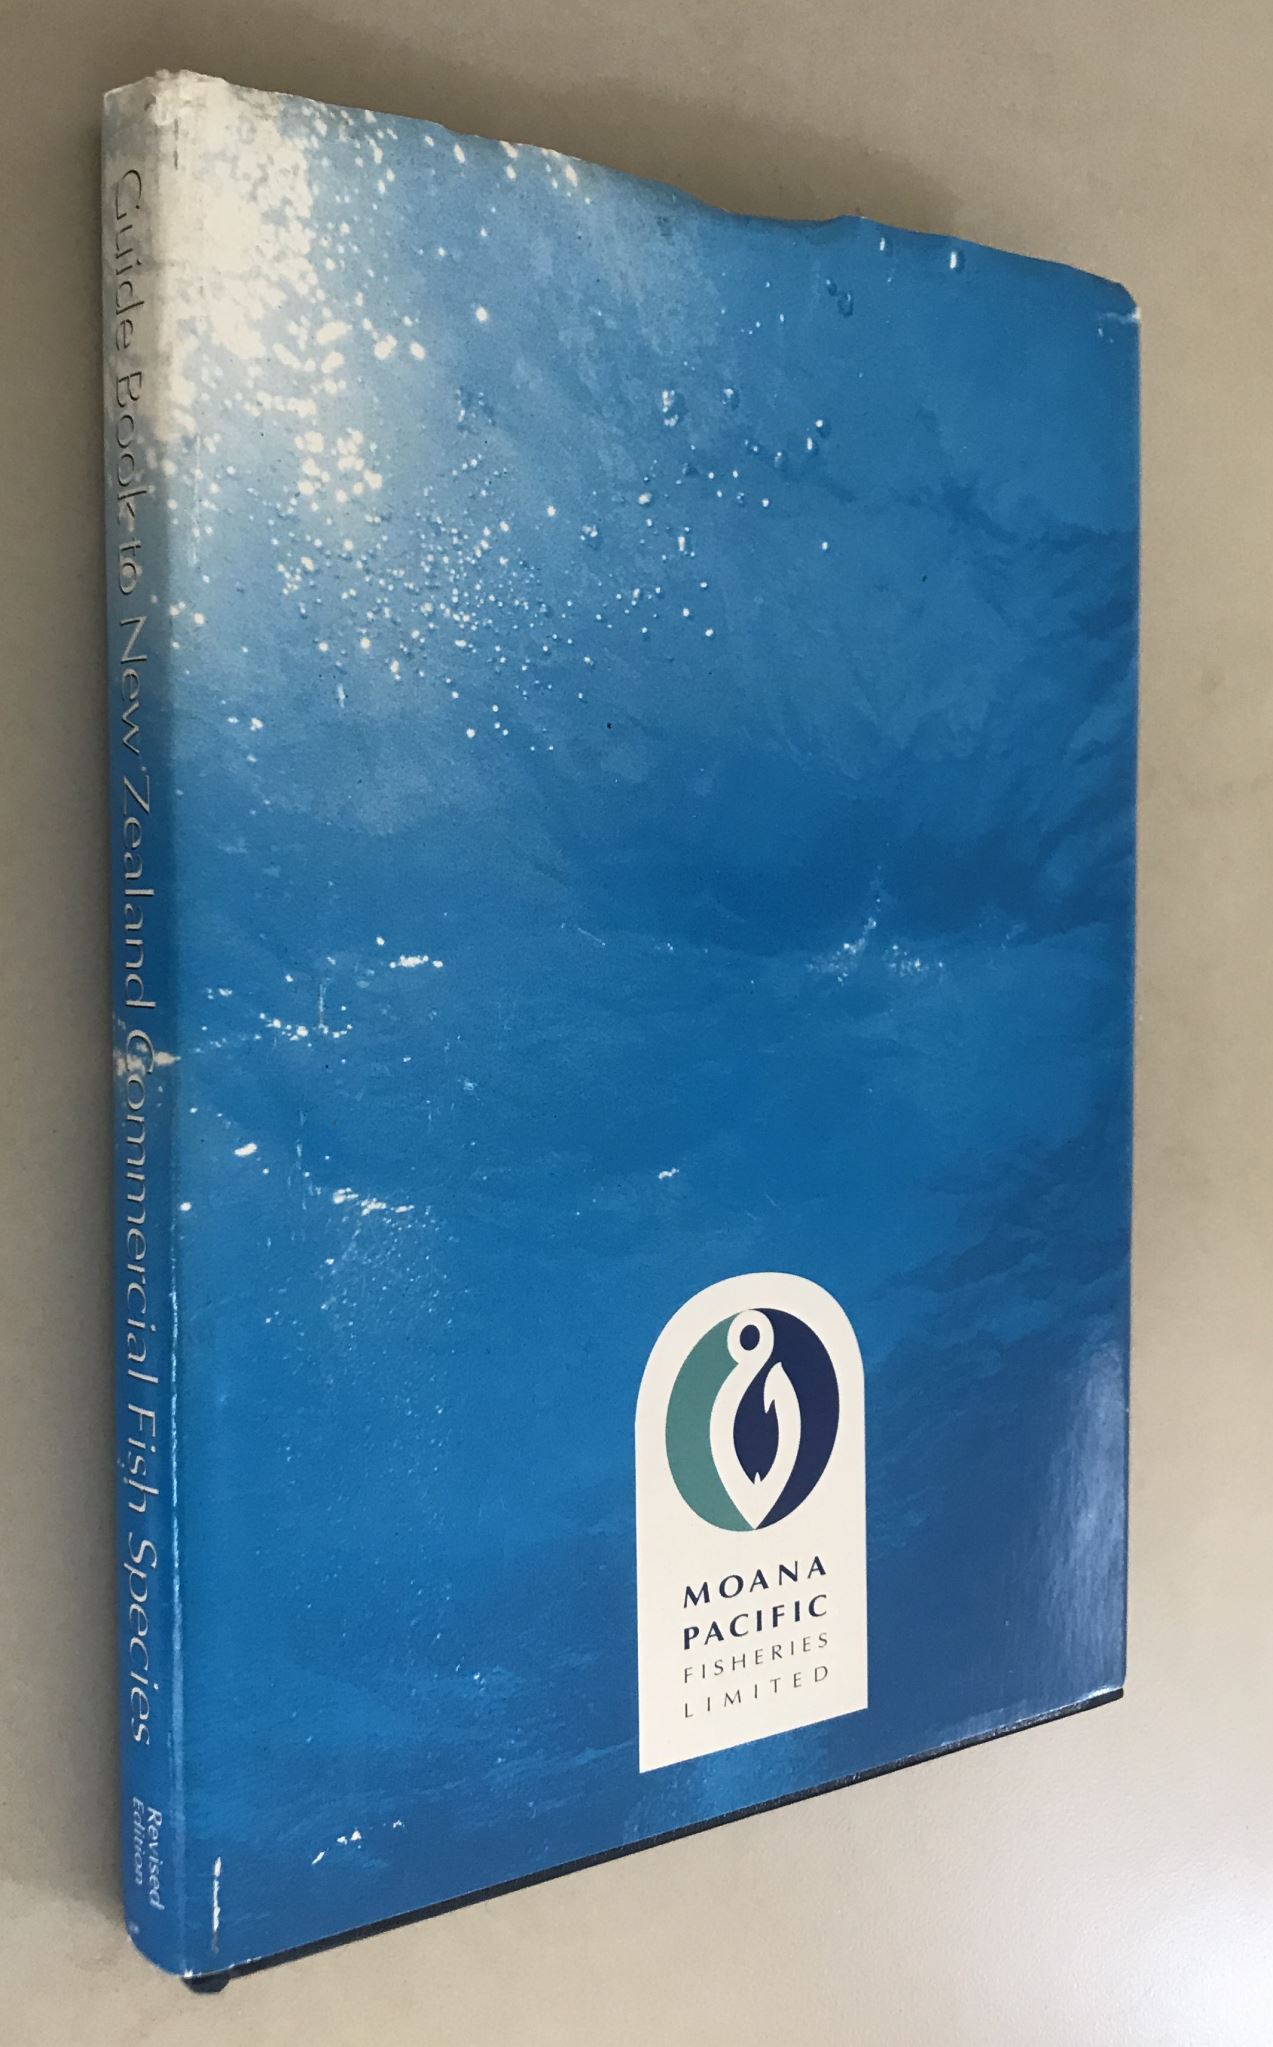 Guide Book to New Zealand Commercial Fish Species
Revised
Edition
MOANA
PACIFIC
FISHERIES
LIMITED